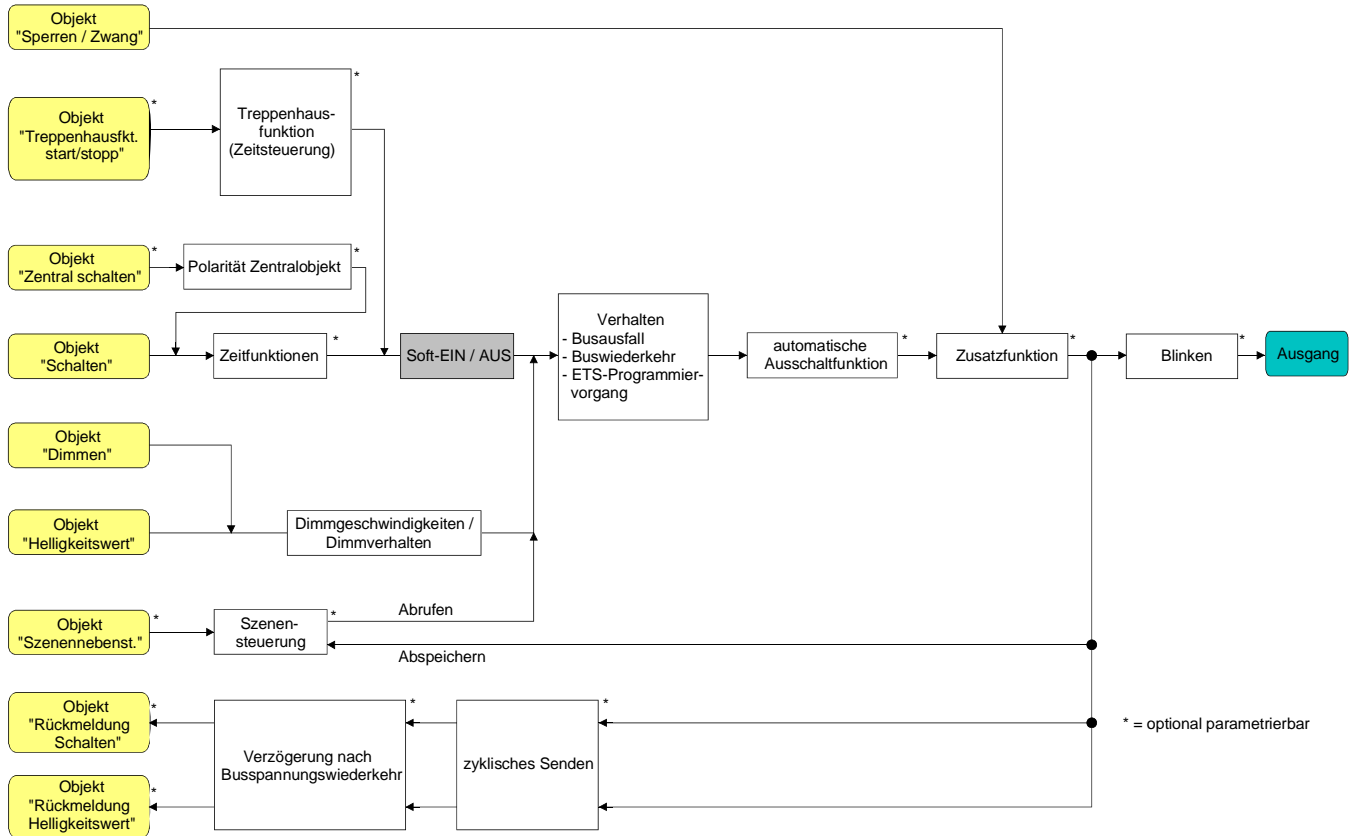 Objekt
"Sperren / Zwang"
*
Objekt
"Treppenhausfkt.
start/stopp"
*
Treppenhaus-
funktion
(Zeitsteuerung)
*
Objekt
"Zentral schalten"
*
Polarität Zentralobjekt
*
Objekt
"Schalten"
Zeitfunktionen
*
Soft-EIN / AUS
Verhalten
- Busausfall
- Buswiederkehr
- ETS-Programmier-
vorgang
automatische
Ausschaltfunktion
*
Zusatzfunktion
*
Blinken
*
Ausgang
Objekt
"Dimmen"
Objekt
"Helligkeitswert"
Dimmgeschwindigkeiten /
Dimmverhalten
Objekt
"Szenennebenst."
*
Szenen-
steuerung
*
Abrufen
Abspeichern
Objekt
"Rückmeldung
Schalten"
*
Objekt
"Rückmeldung
Helligkeitswert"
*
Verzögerung nach
Busspannungswiederkehr
*
zyklisches Senden
*
* = optional parametrierbar